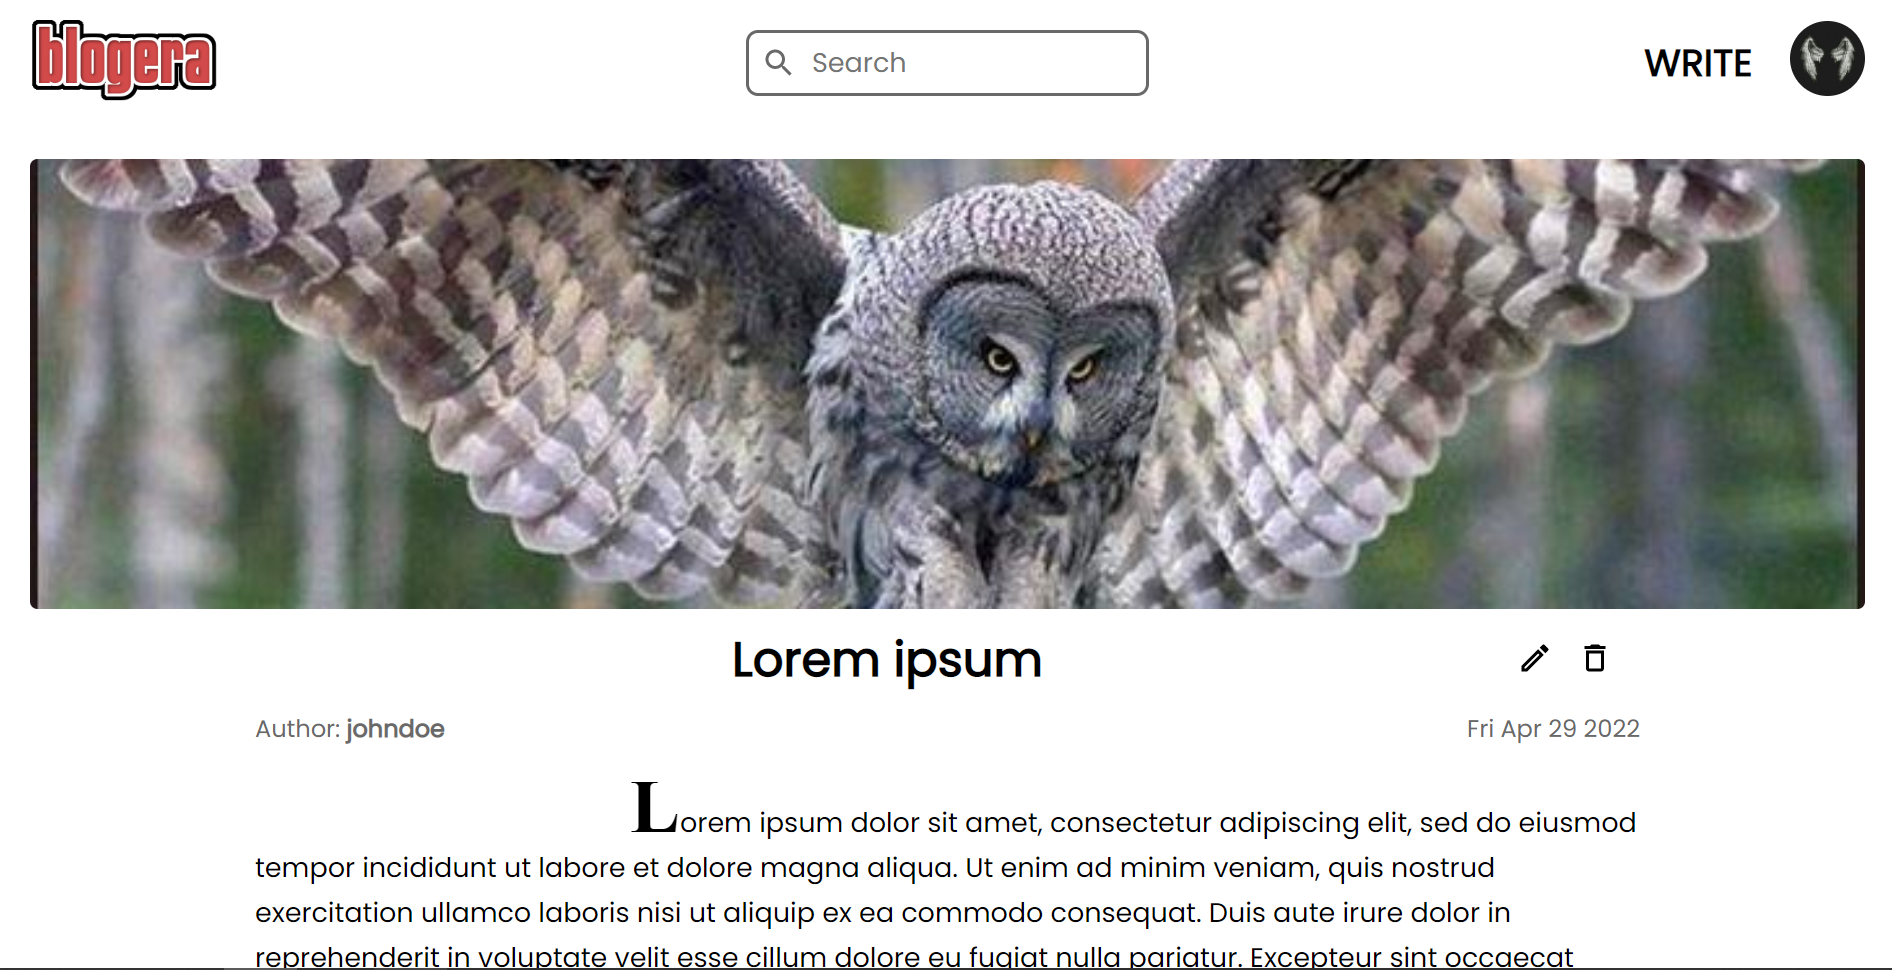 blogera
Search
WRITE
Lorem ipsum
Author: johndoe
Fri Apr 29 2022
Lorem ipsum dolor sit amet, consectetur adipiscing elit, sed do eiusmod
tempor incididunt ut labore et dolore magna aliqua. Ut enim ad minim veniam, quis nostrud
exercitation ullamco laboris nisi ut aliquip ex ea commodo consequat. Duis aute irure dolor in
reprehenderit in voluptate velit esse cillum dolore eu fugiat nulla pariatur. Excepteur sint occaecat